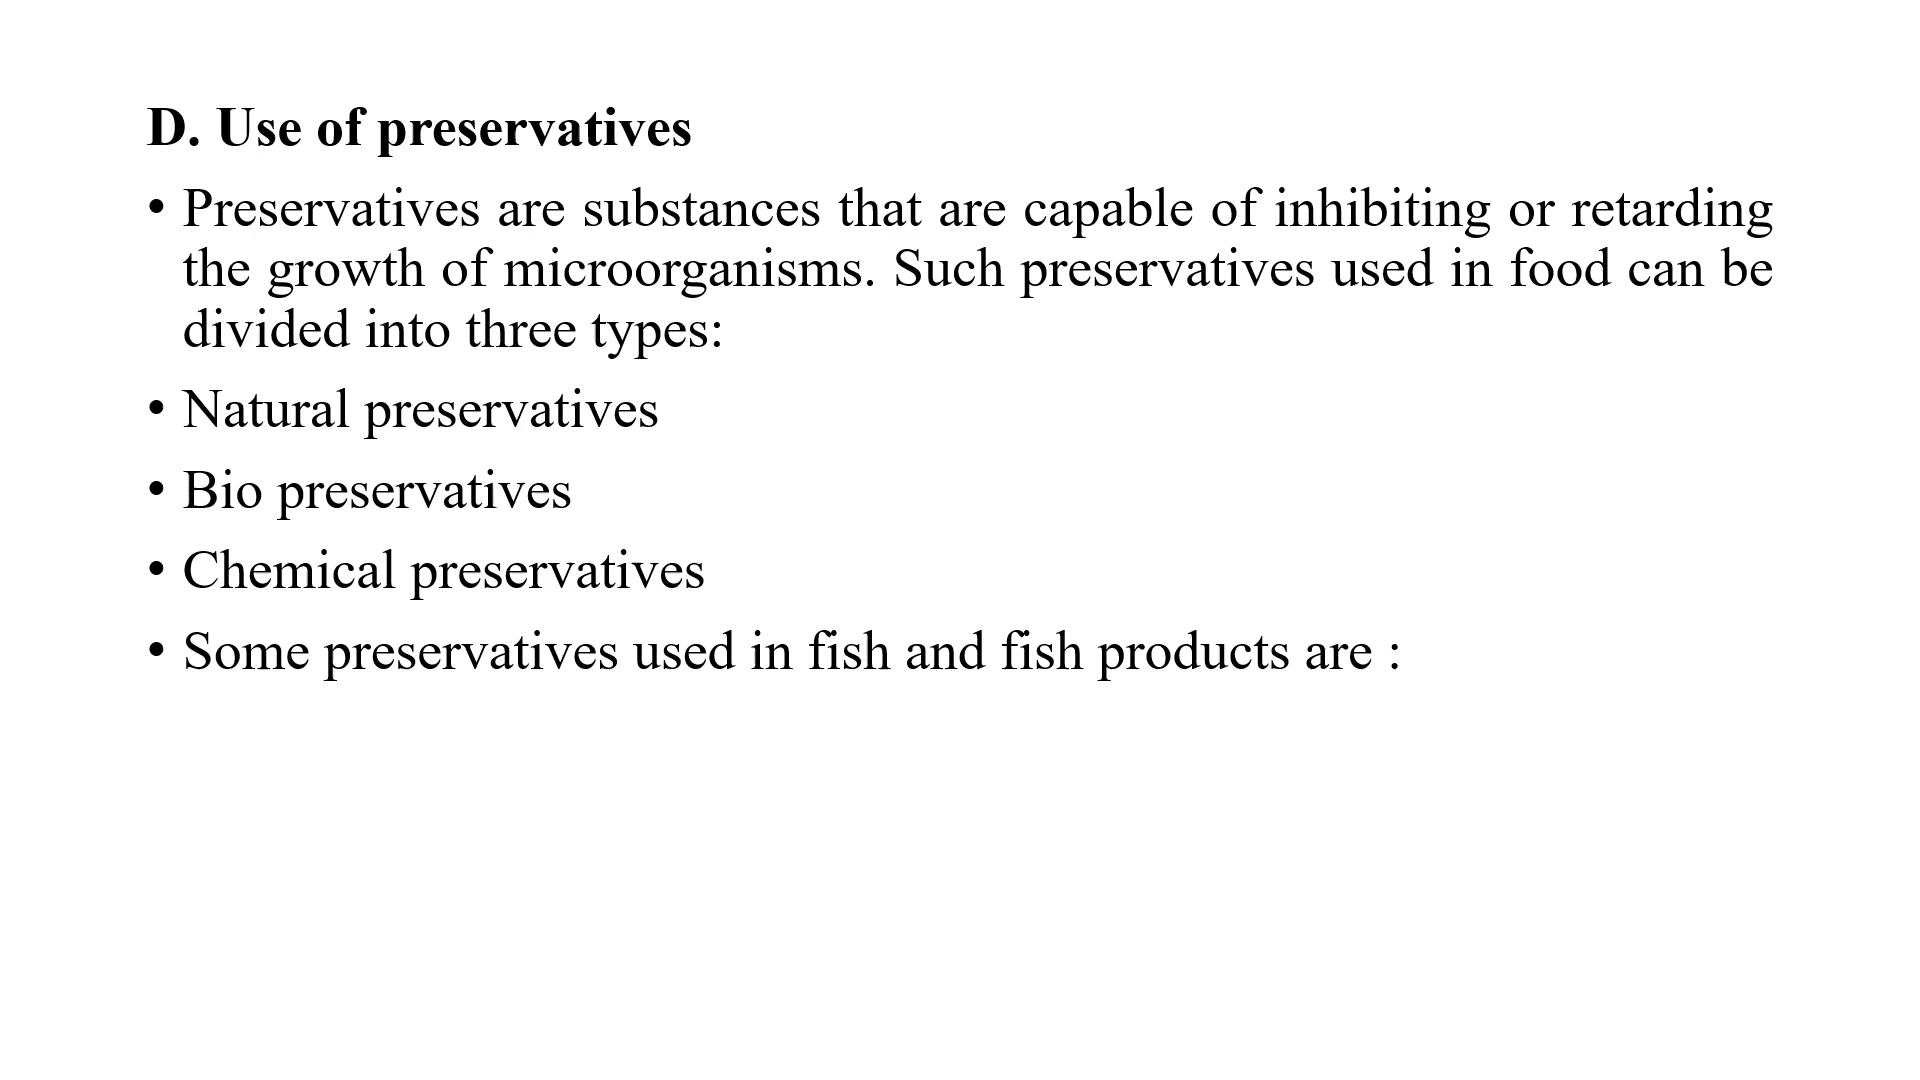 D. Use of preservatives
• Preservatives are substances that are capable of inhibiting or retarding
the growth of microorganisms. Such preservatives used in food can be
divided into three types:
• Natural preservatives
• Bio preservatives
• Chemical preservatives
• Some preservatives used in fish and fish products are :